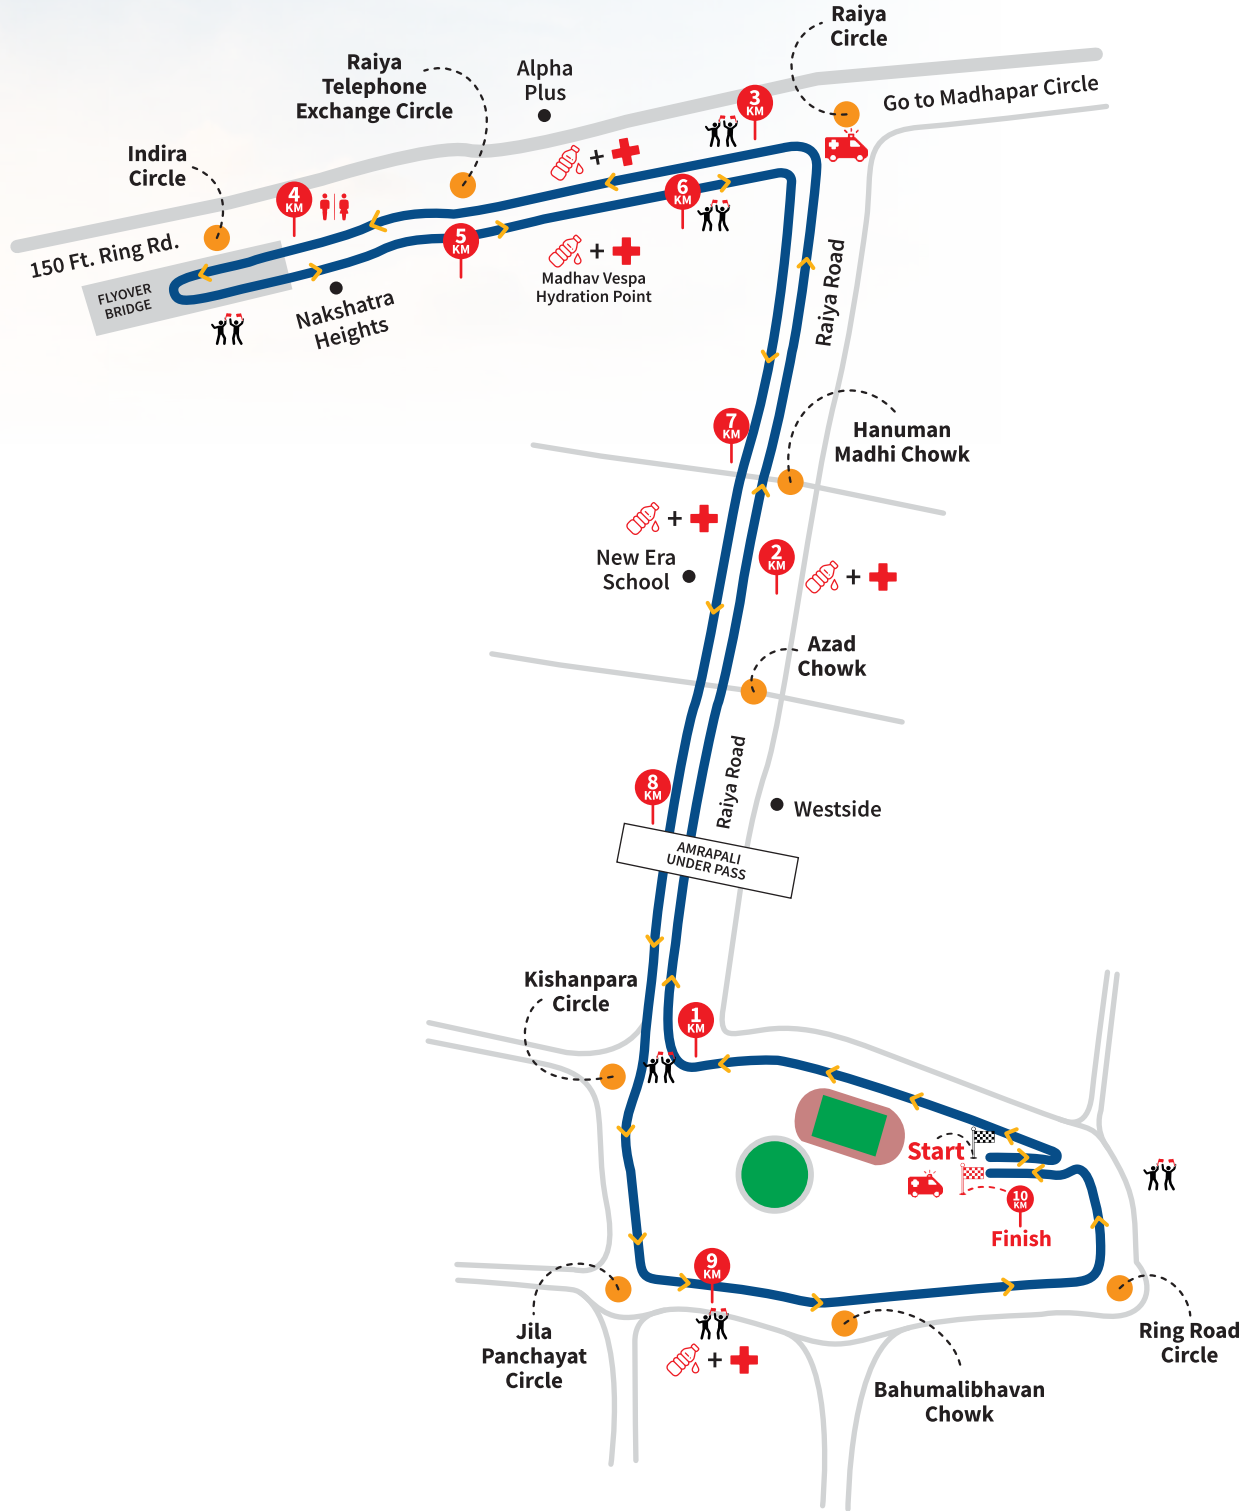 Raiya
Circle
Raiya
Telephone
Exchange Circle
Alpha
Plus
Go to Madhapar Circle
3
KM
Indira
Circle
4
KM
6
KM
5
KM
150 Ft. Ring Rd.
FLYOVER
BRIDGE
Nakshatra
Heights
Madhav Vespa
Hydration Point
Raiya Road
7
KM
Hanuman
Madhi Chowk
New Era
School
2
KM
Azad
Chowk
Raiya Road
8
KM
Westside
AMRAPALI
UNDER PASS
Kishanpara
Circle
1
KM
Start
10
KM
Finish
9
KM
Jila
Panchayat
Circle
Bahumalibhavan
Chowk
Ring Road
Circle